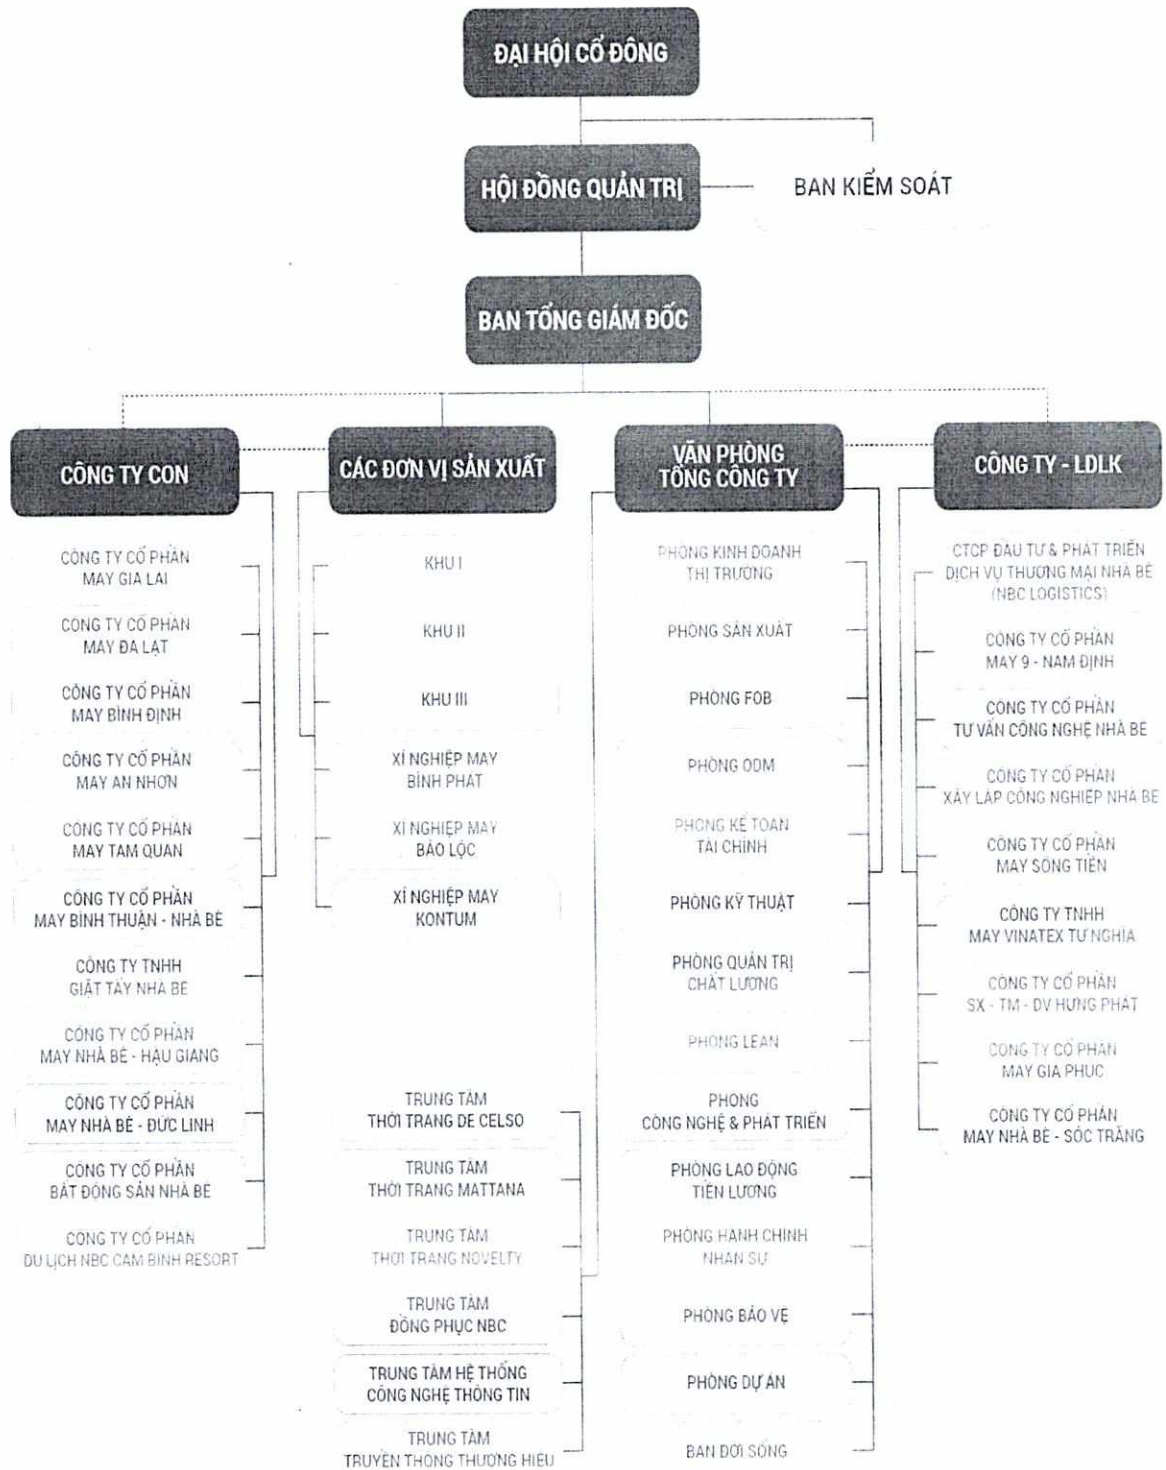 ĐẠI HỘI CỔ ĐÔNG
HỘI ĐỒNG QUẢN TRỊ
BAN KIỂM SOÁT
BAN TỔNG GIÁM ĐỐC
CÔNG TY CON
CÔNG TY CỔ PHẦN
MAY GIA LAI
CÔNG TY CỔ PHẦN
MAY ĐÀ LẠT
CÔNG TY CỔ PHẦN
MAY BÌNH ĐỊNH
CÔNG TY CỔ PHẦN
MAY AN NHƠN
CÔNG TY CỔ PHẦN
MAY TAM QUAN
CÔNG TY CỔ PHẦN
MAY BÌNH THUẬN - NHÀ BÈ
CÔNG TY TNHH
GIẶT TẨY NHÀ BÈ
CÔNG TY CỔ PHẦN
MAY NHÀ BÈ - HẬU GIANG
CÔNG TY CỔ PHẦN
MAY NHÀ BÈ - ĐỨC LINH
CÔNG TY CỔ PHẦN
BẤT ĐỘNG SẢN NHÀ BÈ
CÔNG TY CỔ PHẦN
DU LỊCH NBC CAM BÌNH RESORT
CÁC ĐƠN VỊ SẢN XUẤT
KHU I
KHU II
KHU III
XÍ NGHIỆP MAY
BÌNH PHÁT
XÍ NGHIỆP MAY
BẢO LỘC
XÍ NGHIỆP MAY
KONTUM
TRUNG TÂM
THỜI TRANG DE CELSO
TRUNG TÂM
THỜI TRANG MATTANA
TRUNG TÂM
THỜI TRANG NOVELTY
TRUNG TÂM
ĐỒNG PHỤC NBC
TRUNG TÂM HỆ THỐNG
CÔNG NGHỆ THÔNG TIN
TRUNG TÂM
TRUYỀN THÔNG THƯƠNG HIỆU
VĂN PHÒNG
TỔNG CÔNG TY
PHÒNG KINH DOANH
THỊ TRƯỜNG
PHÒNG SẢN XUẤT
PHÒNG FOB
PHÒNG ODM
PHÒNG KẾ TOÁN
TÀI CHÍNH
PHÒNG KỸ THUẬT
PHÒNG QUẢN TRỊ
CHẤT LƯỢNG
PHÒNG LEAN
PHÒNG
CÔNG NGHỆ & PHÁT TRIỂN
PHÒNG LAO ĐỘNG
TIỀN LƯƠNG
PHÒNG HÀNH CHÍNH
NHÂN SỰ
PHÒNG BẢO VỆ
PHÒNG DỰ ÁN
BAN ĐỜI SỐNG
CÔNG TY - LDLK
CTCP ĐẦU TƯ & PHÁT TRIỂN
DỊCH VỤ THƯƠNG MẠI NHÀ BÈ
(NBC LOGISTICS)
CÔNG TY CỔ PHẦN
MAY 9 - NAM ĐỊNH
CÔNG TY CỔ PHẦN
TƯ VẤN CÔNG NGHỆ NHÀ BÈ
CÔNG TY CỔ PHẦN
XÂY LẮP CÔNG NGHIỆP NHÀ BÈ
CÔNG TY CỔ PHẦN
MAY SÔNG TIỀN
CÔNG TY TNHH
MAY VINATEX TƯ NGHĨA
CÔNG TY CỔ PHẦN
SX - TM - DV HƯNG PHÁT
CÔNG TY CỔ PHẦN
MAY GIA PHÚC
CÔNG TY CỔ PHẦN
MAY NHÀ BÈ - SÓC TRĂNG